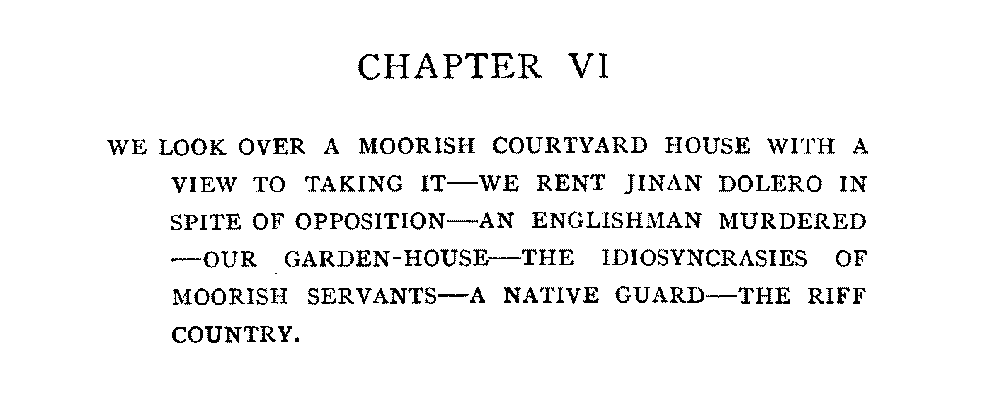 CHAPTER VI
WE LOOK OVER A MOORISH COURTYARD HOUSE WITH A
VIEW TO TAKING IT—WE RENT JINAN DOLERO IN
SPITE OF OPPOSITION—AN ENGLISHMAN MURDERED
—OUR GARDEN-HOUSE—THE IDIOSYNCRASIES OF
MOORISH SERVANTS—A NATIVE GUARD—THE RIFF
COUNTRY.